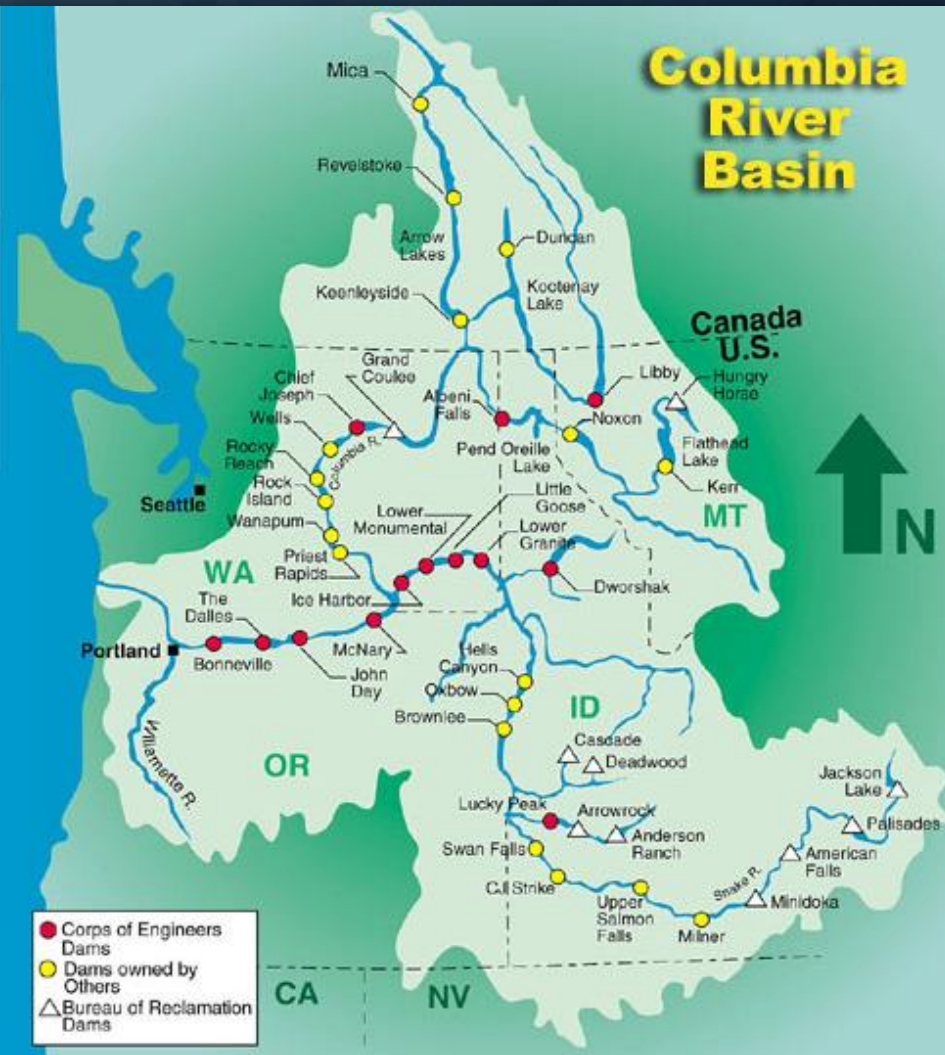 Columbia
River
Basin
Mica
Revelstoke
Arrow
Lakes
Duncan
Keenleyside
Kootenay
Lake
Canada
U.S.
Grand
Coulee
Chief
Joseph
Albeni
Falls
Libby
Hungry
Horse
Wells
Noxon
Columbia R.
Rocky
Reach
Pend Oreille
Lake
Flathead
Lake
Rock
Island
Kerr
Seattle
Little
Goose
Wanapum
Lower
Monumental
Lower
Granite
MT
N
Priest
Rapids
WA
Ice Harbor
Dworshak
The
Dalles
Portland
Bonneville
McNary
John
Day
Hells
Canyon
Oxbow
Brownlee
ID
Willamette R.
OR
Cascade
Deadwood
Jackson
Lake
Lucky Peak
Arrowrock
Anderson
Ranch
Palisades
Swan Falls
American
Falls
CJ Strike
Snake R.
Upper
Salmon
Falls
Minidoka
Milner
Corps of Engineers
Dams
Dams owned by
Others
Bureau of Reclamation
Dams
CA
NV